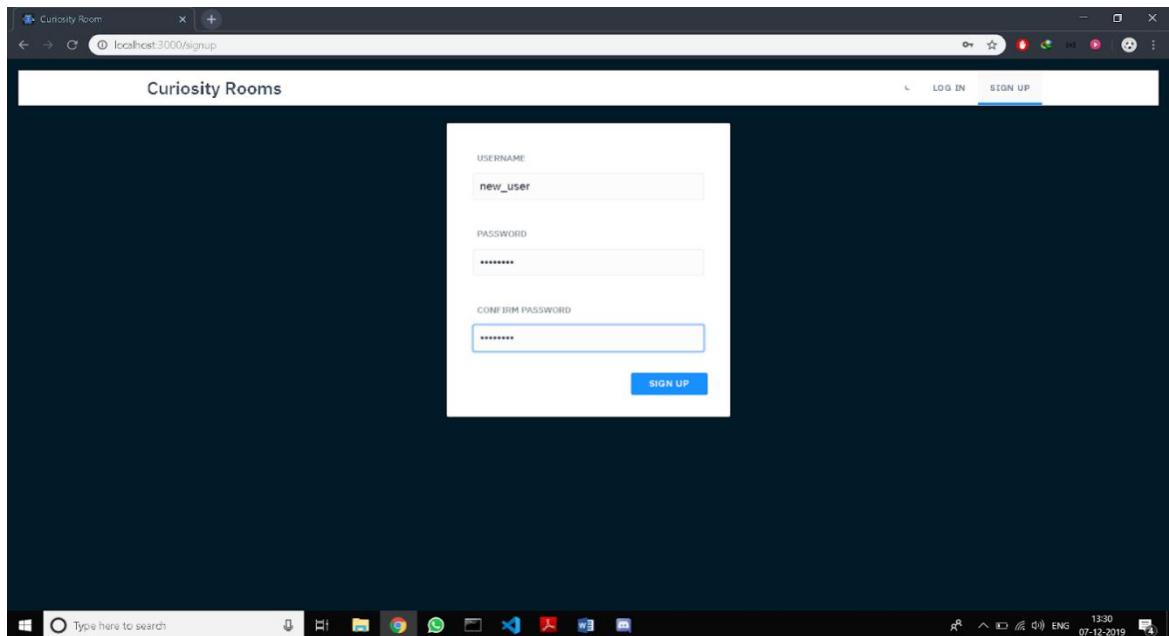 Curiosity Room
localhost:3000/signup
Curiosity Rooms
LOG IN
SIGN UP
USERNAME
new_user
PASSWORD
••••••••
CONFIRM PASSWORD
••••••••
SIGN UP
Type here to search
ENG
13:30
07-12-2019